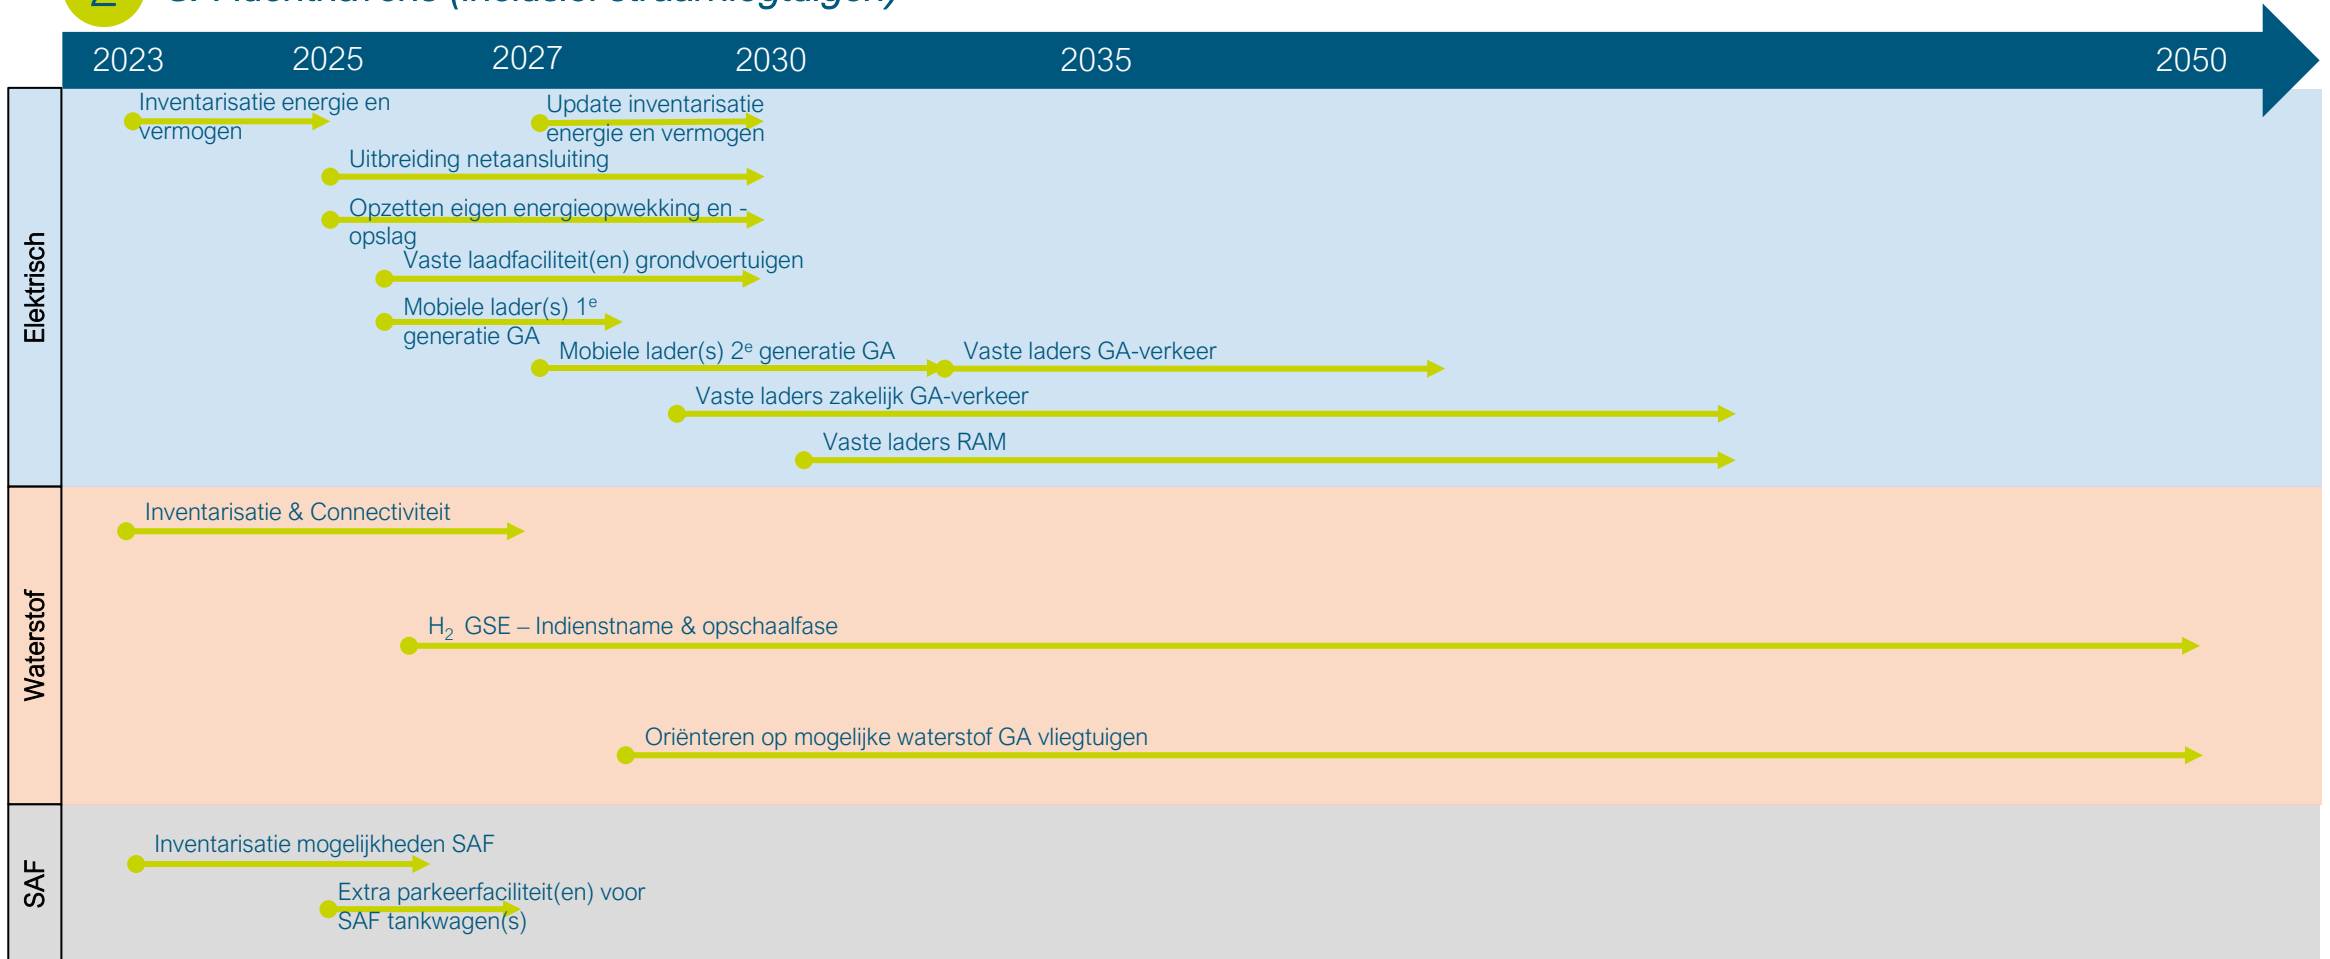 (inclusief straalvliegtuigen)
2023 2025 2027 2030 2035 2050
Elektrisch
Inventarisatie energie en
vermogen
Update inventarisatie
energie en vermogen
Uitbreiding netaansluiting
Opzetten eigen energieopwekking en -
opslag
Vaste laadfaciliteit(en) grondvoertuigen
Mobiele lader(s) 1e
generatie GA
Mobiele lader(s) 2e generatie GA
Vaste laders GA-verkeer
Vaste laders zakelijk GA-verkeer
Vaste laders RAM
Waterstof
Inventarisatie & Connectiviteit
H2 GSE – Indienstname & opschaalfase
Oriënteren op mogelijke waterstof GA vliegtuigen
SAF
Inventarisatie mogelijkheden SAF
Extra parkeerfaciliteit(en) voor
SAF tankwagen(s)